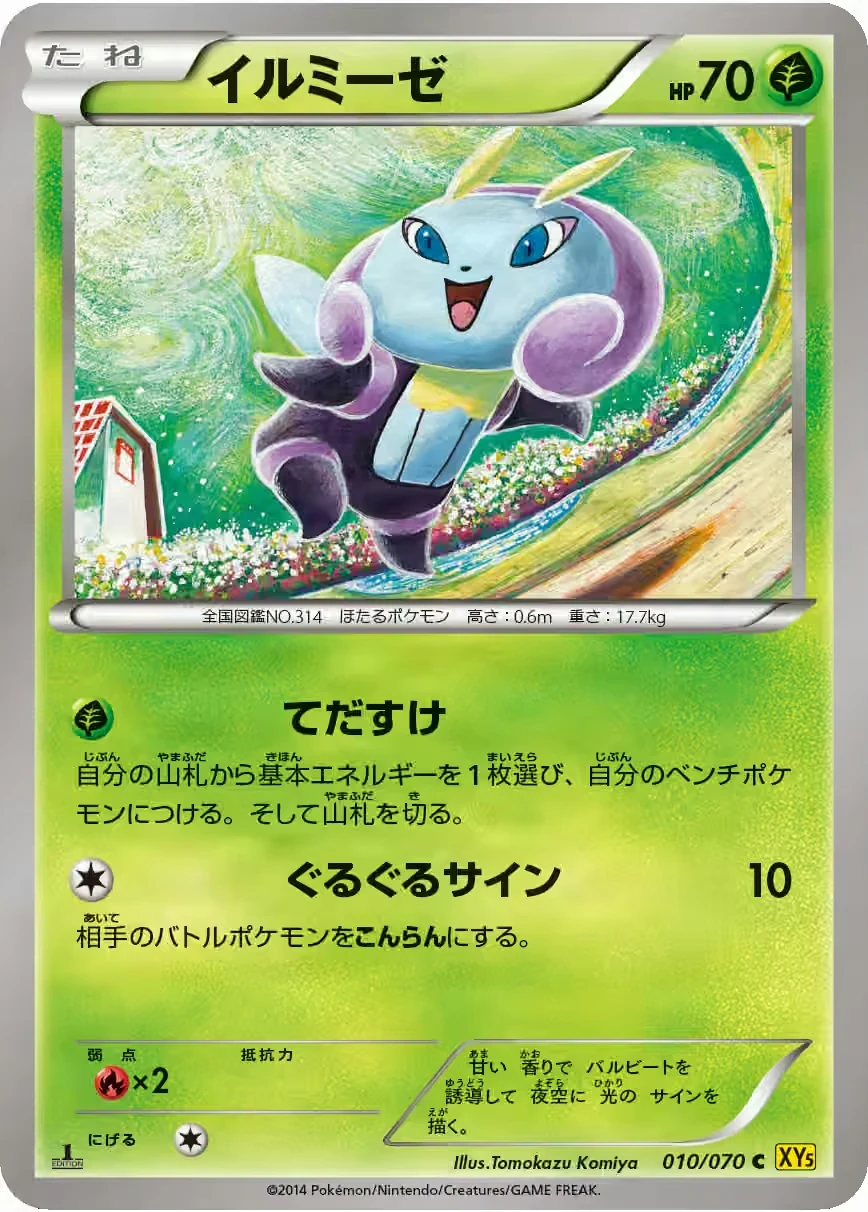 たね
イルミーゼ
HP70
全国図鑑NO.314 ほたるポケモン 高さ:0.6m 重さ:17.7kg
てだすけ
自分の山札から基本エネルギーを1枚選び、自分のベンチポケ
モンにつける。そして山札を切る。
ぐるぐるサイン 10
相手のバトルポケモンをこんらんにする。
弱点 抵抗力
×2
にげる
甘い 香りで バルビートを
誘導して 夜空に 光の サインを
描く。
1 EDITION
Illus.Tomokazu Komiya 010/070 C XY5
©2014 Pokémon/Nintendo/Creatures/GAME FREAK.